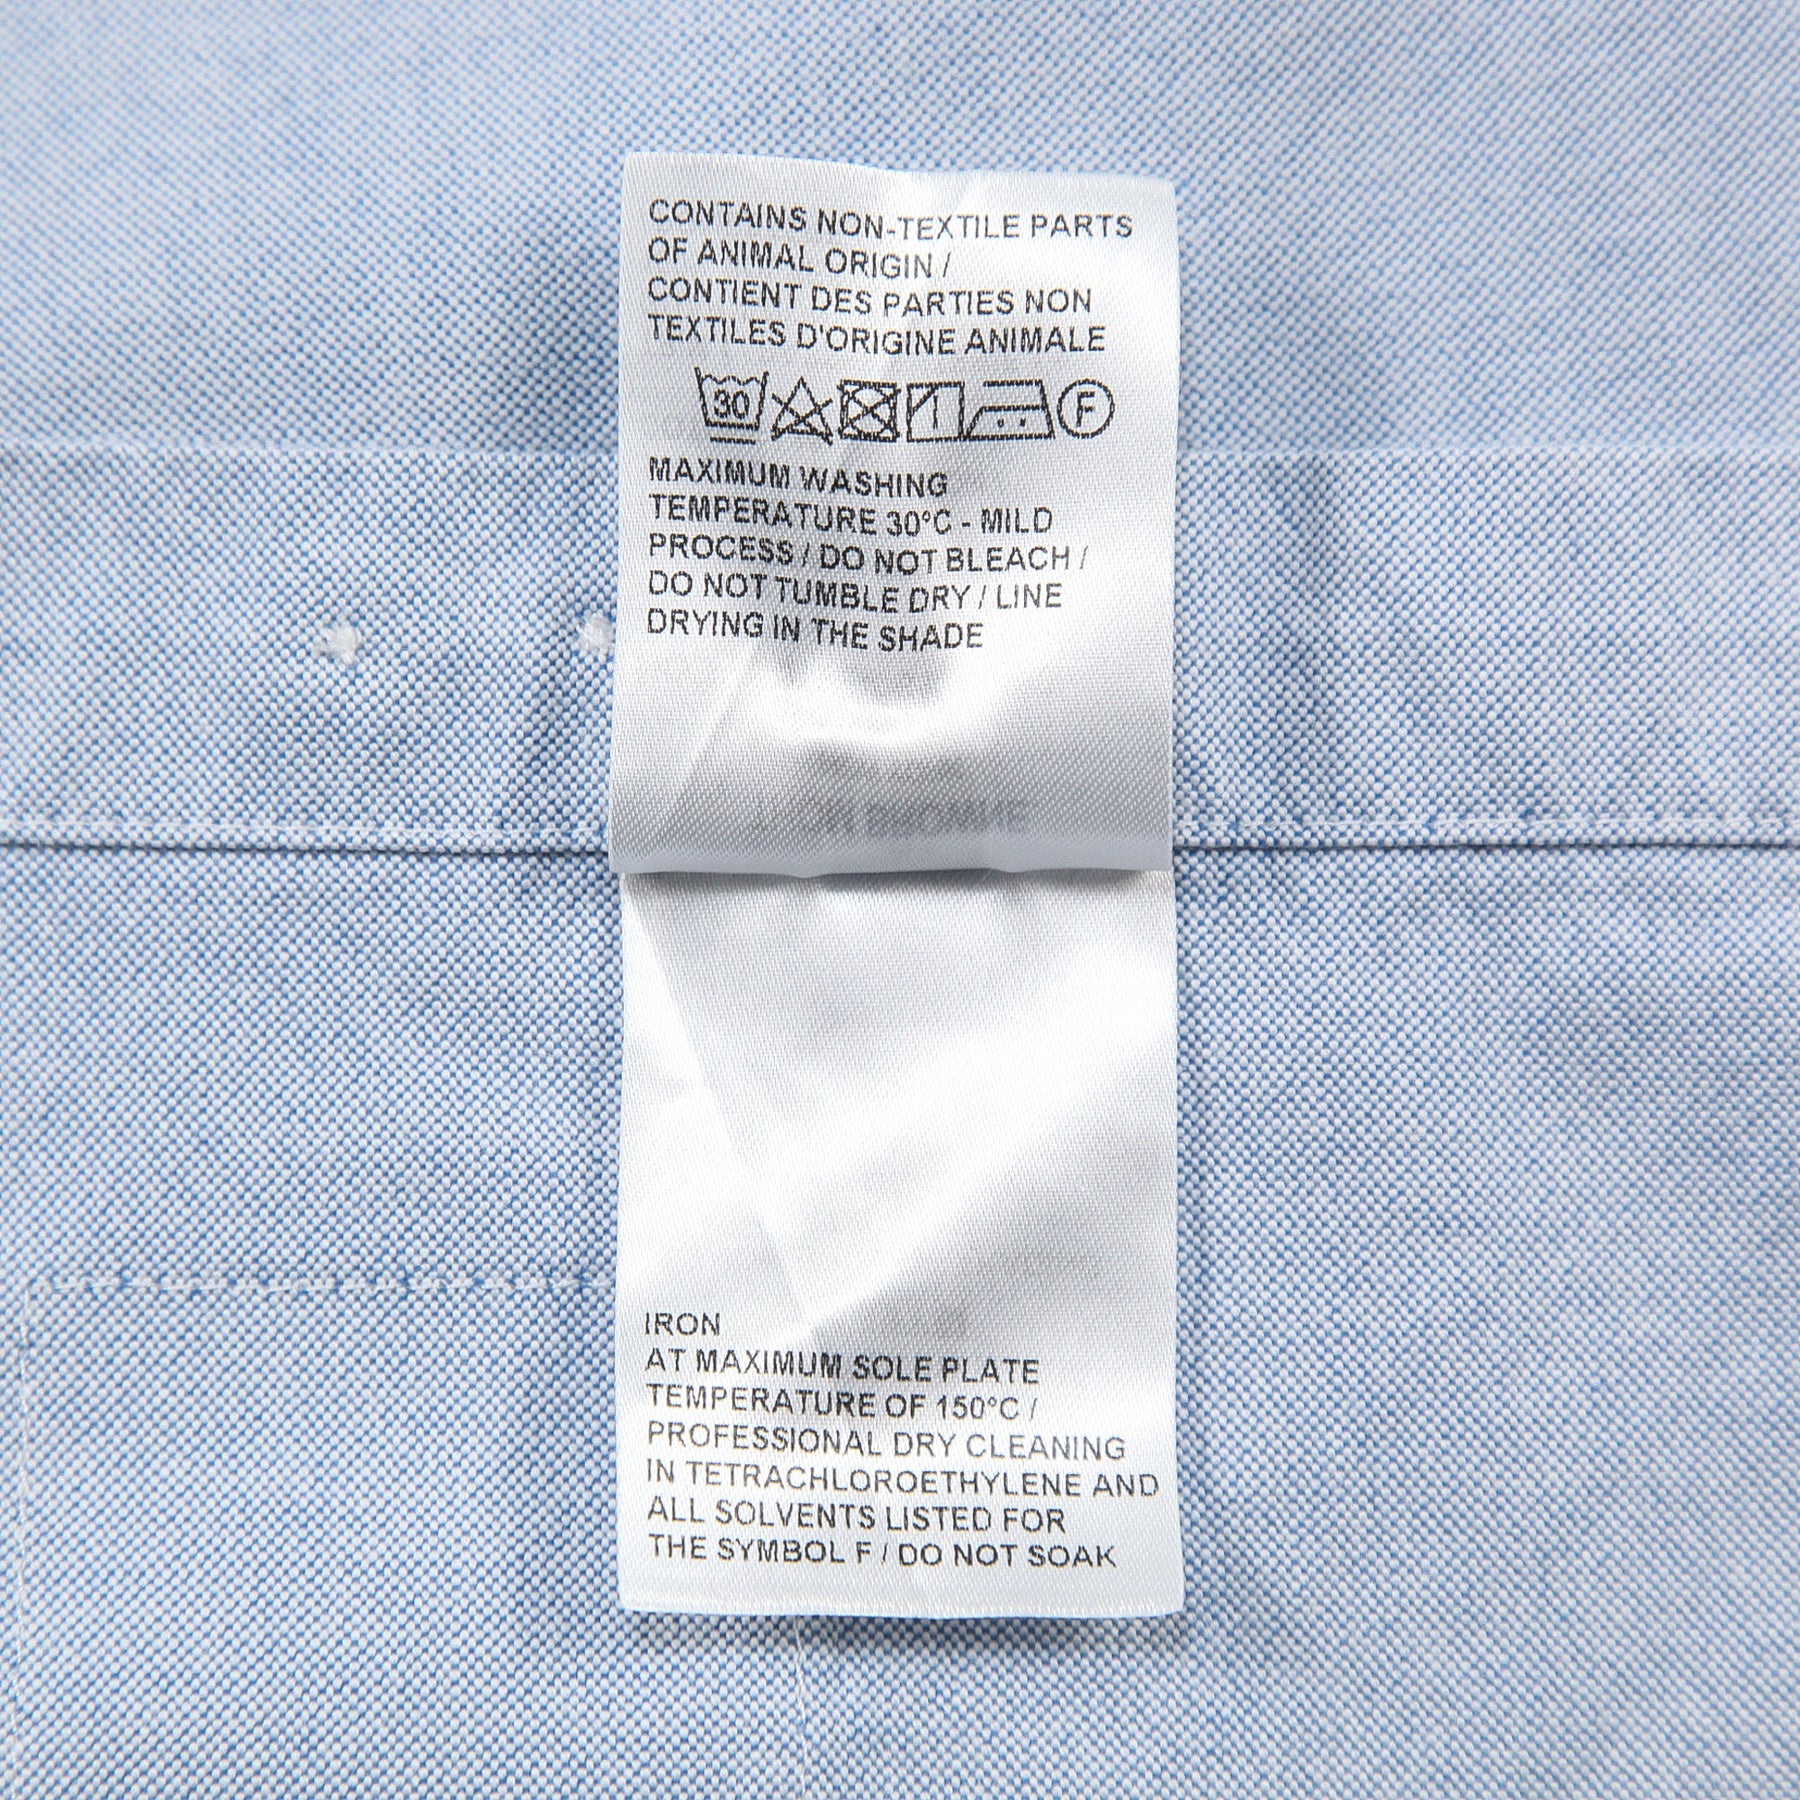 CONTAINS NON-TEXTILE PARTS
OF ANIMAL ORIGIN /
CONTIENT DES PARTIES NON
TEXTILES D'ORIGINE ANIMALE
30 F
MAXIMUM WASHING
TEMPERATURE 30°C - MILD
PROCESS / DO NOT BLEACH /
DO NOT TUMBLE DRY / LINE
DRYING IN THE SHADE
IRON
AT MAXIMUM SOLE PLATE
TEMPERATURE OF 150°C /
PROFESSIONAL DRY CLEANING
IN TETRACHLOROETHYLENE AND
ALL SOLVENTS LISTED FOR
THE SYMBOL F / DO NOT SOAK